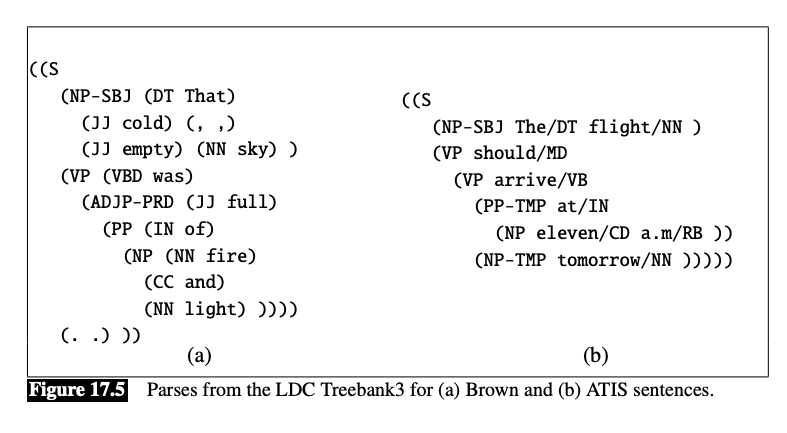 ((S
(NP-SBJ (DT That)
(JJ cold) (, ,)
(JJ empty) (NN sky) )
(VP (VBD was)
(ADJP-PRD (JJ full)
(PP (IN of)
(NP (NN fire)
(CC and)
(NN light) ))))
(. .) ))
(a)
((S
(NP-SBJ The/DT flight/NN )
(VP should/MD
(VP arrive/VB
(PP-TMP at/IN
(NP eleven/CD a.m/RB ))
(NP-TMP tomorrow/NN )))))
(b)
Figure 17.5 Parses from the LDC Treebank3 for (a) Brown and (b) ATIS sentences.